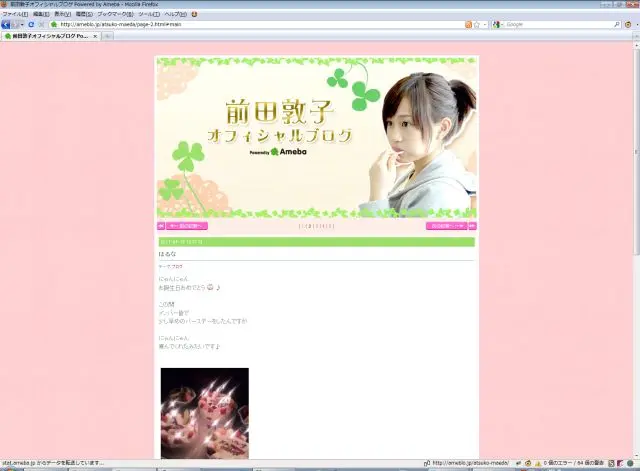 前田敦子オフィシャルブログ Powered by Ameba - Mozilla Firefox
ファイル(F) 編集(E) 表示(V) 履歴(S) ブックマーク(B) ツール(T) ヘルプ(H)
http://ameblo.jp/atsuko-maeda/page-2.html#main
Google
前田敦子オフィシャルブログ Po...
前田敦子
オフィシャルブログ
Powered by Ameba
はるな
テーマ:ブログ
にゃんにゃん
お誕生日おめでとう ♪
この間
メンバー皆で
少し早めのバースデーをしたんですが
にゃんにゃん
喜んでくれたみたいです♪
stat.ameba.jp からデータを転送しています...
http://ameblo.jp/atsuko-maeda/
0 個のエラー / 64 個の警告